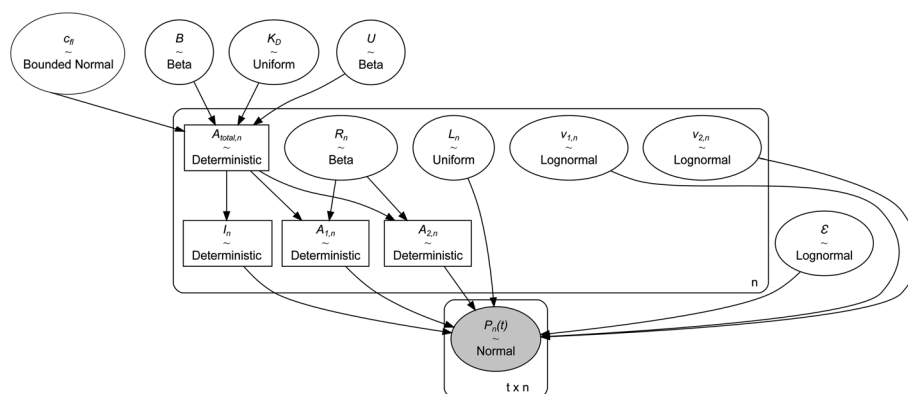 c_fl
~
Bounded Normal
B
~
Beta
K_D
~
Uniform
U
~
Beta
A_total,n
~
Deterministic
R_n
~
Beta
L_n
~
Uniform
v_1,n
~
Lognormal
v_2,n
~
Lognormal
I_n
~
Deterministic
A_1,n
~
Deterministic
A_2,n
~
Deterministic
ℰ
~
Lognormal
n
P_n(t)
~
Normal
t x n